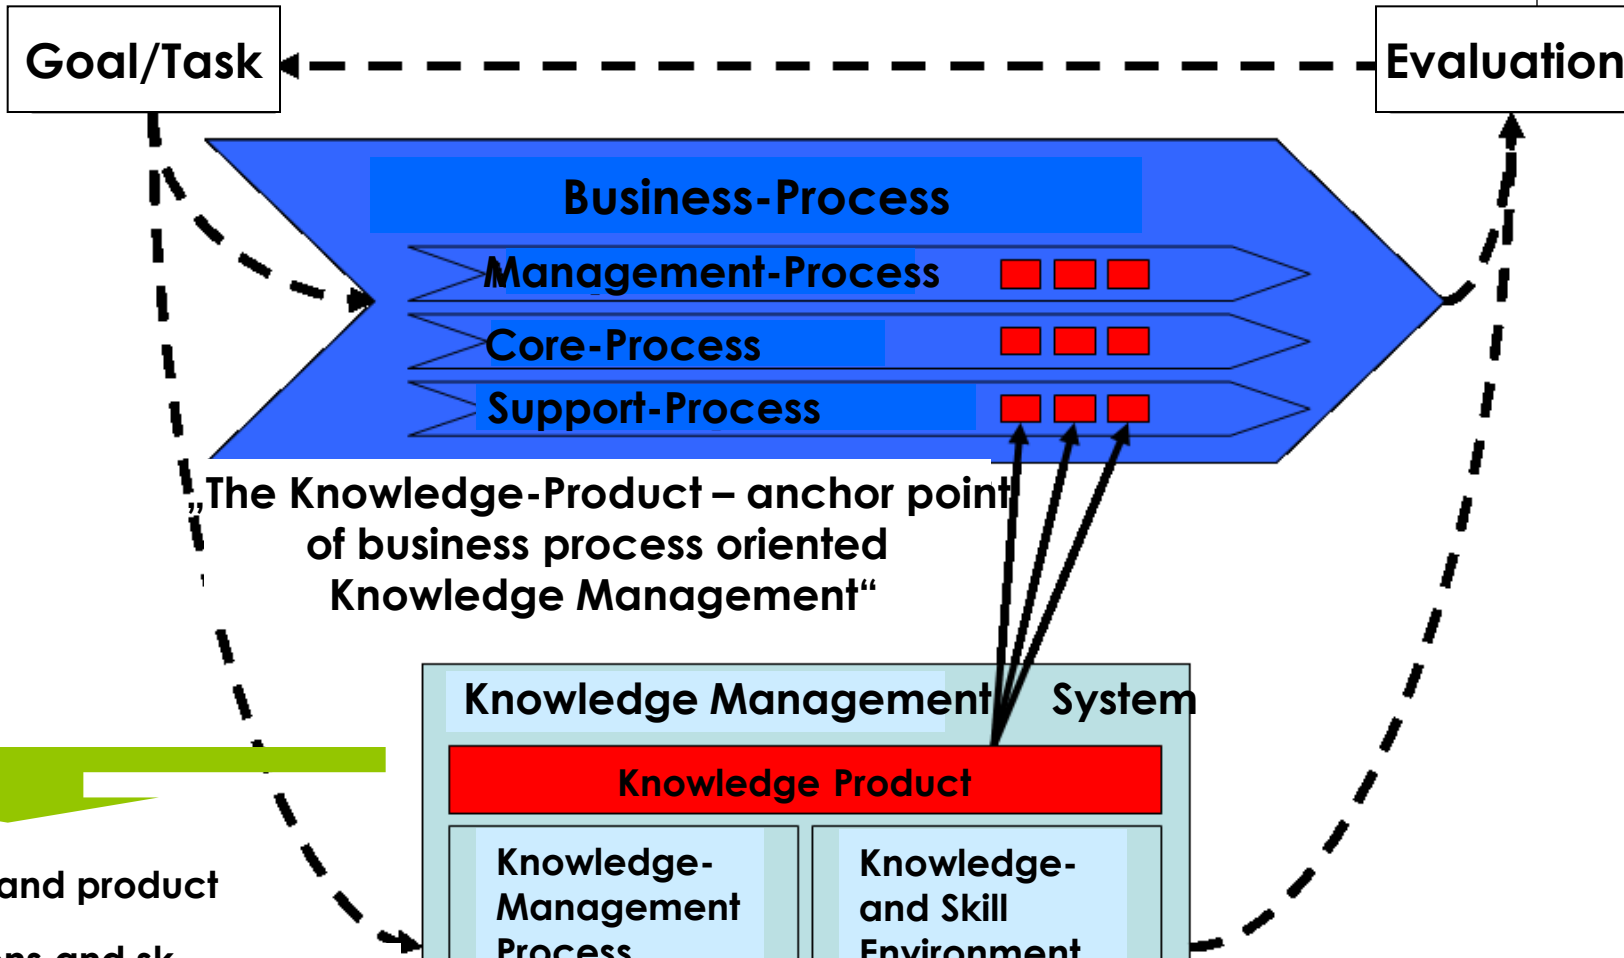 Goal/Task
Evaluation
Business-Process
Management-Process
Core-Process
Support-Process
„The Knowledge-Product – anchor point
of business process oriented
Knowledge Management“
Knowledge Management System
Knowledge Product
Knowledge-
Management
Process
Knowledge-
and Skill
Environment
and product
and